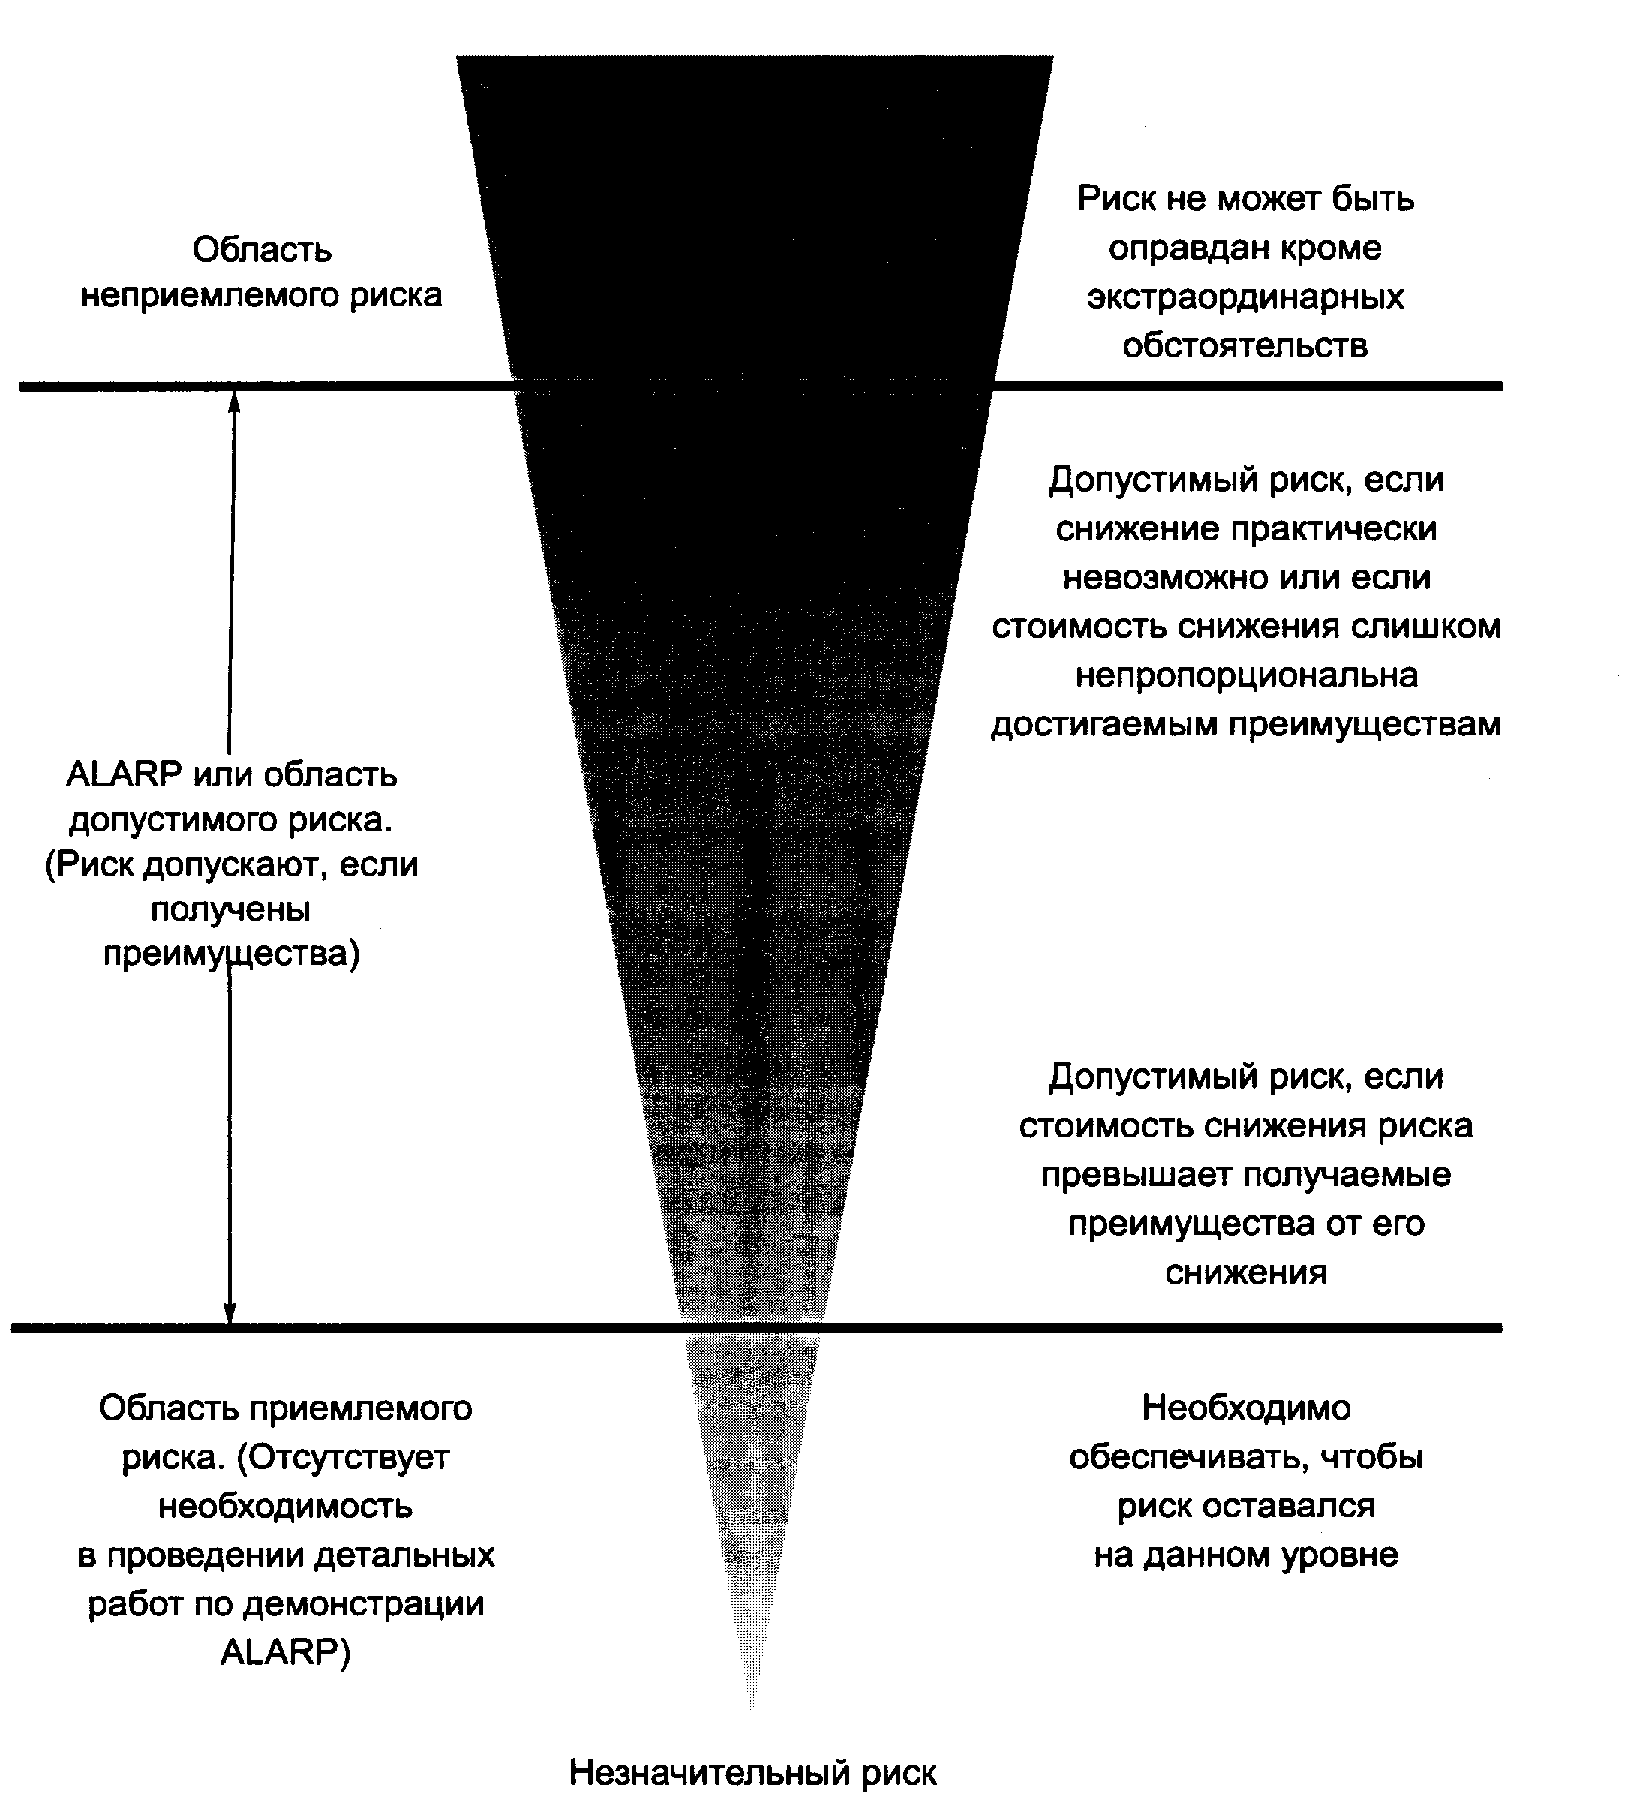 Область
неприемлемого риска
Риск не может быть
оправдан кроме
экстраординарных
обстоятельств
Допустимый риск, если
снижение практически
невозможно или если
стоимость снижения слишком
непропорциональна
достигаемым преимуществам
ALARP или область
допустимого риска.
(Риск допускают, если
получены
преимущества)
Допустимый риск, если
стоимость снижения риска
превышает получаемые
преимущества от его
снижения
Область приемлемого
риска. (Отсутствует
необходимость
в проведении детальных
работ по демонстрации
ALARP)
Необходимо
обеспечивать, чтобы
риск оставался
на данном уровне
Незначительный риск